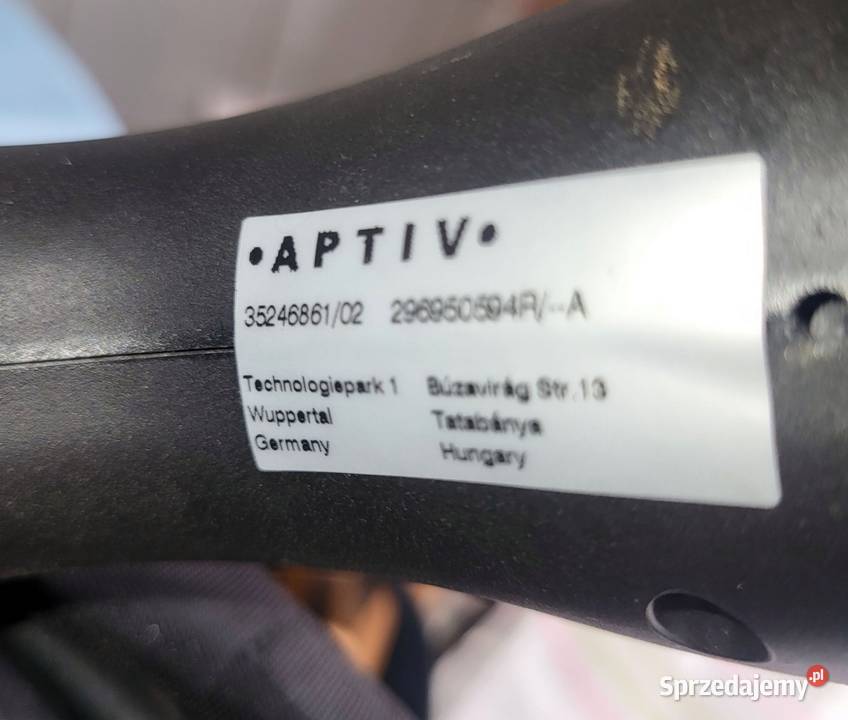 •APTIV•
35246861/02 296950594R/--A
Technologiepark 1
Wuppertal
Germany
Búzavirág Str.13
Tatabánya
Hungary
Sprzedajemy.pl